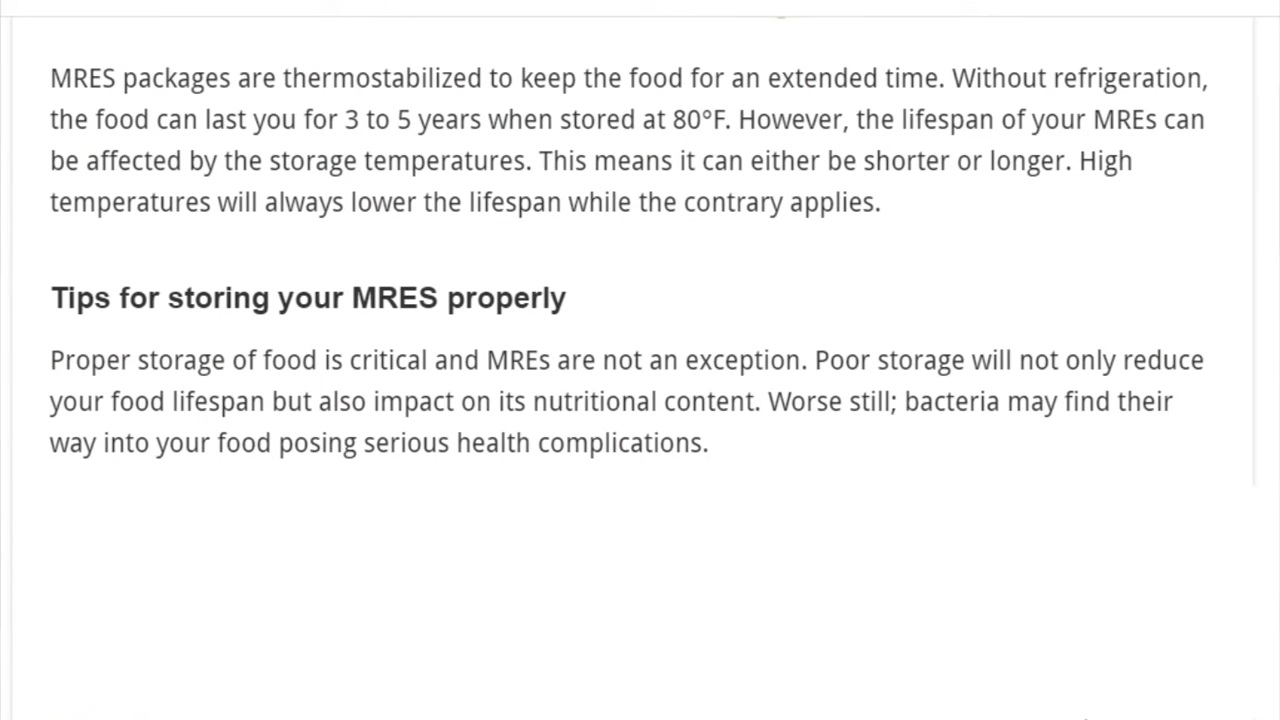 MRES packages are thermostabilized to keep the food for an extended time. Without refrigeration,
the food can last you for 3 to 5 years when stored at 80°F. However, the lifespan of your MREs can
be affected by the storage temperatures. This means it can either be shorter or longer. High
temperatures will always lower the lifespan while the contrary applies.
Tips for storing your MRES properly
Proper storage of food is critical and MREs are not an exception. Poor storage will not only reduce
your food lifespan but also impact on its nutritional content. Worse still; bacteria may find their
way into your food posing serious health complications.